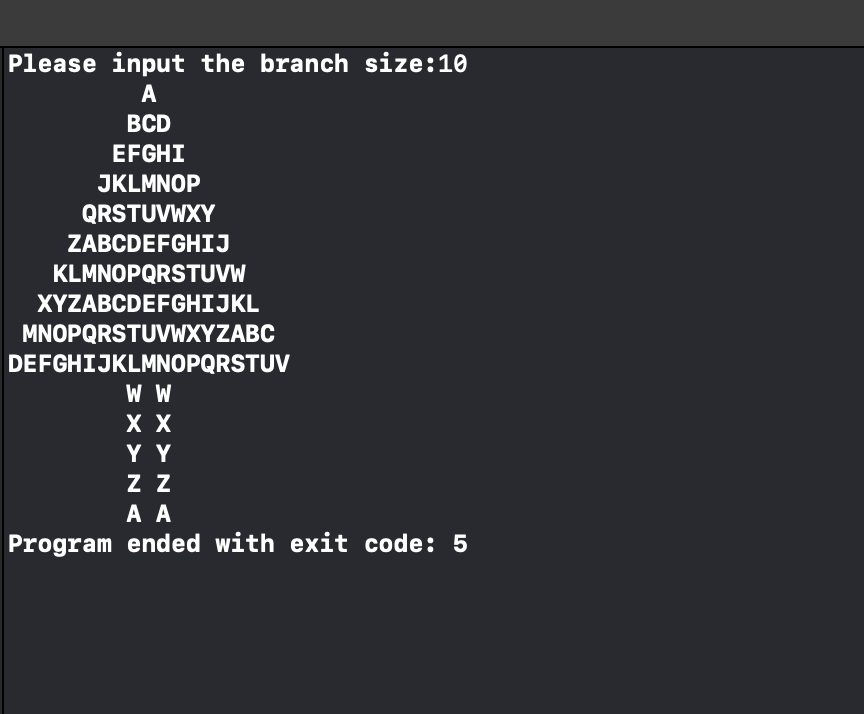 Please input the branch size:10
         A
        BCD
       EFGHI
      JKLMNOP
     QRSTUVWXY
    ZABCDEFGHIJ
   KLMNOPQRSTUVW
  XYZABCDEFGHIJKL
 MNOPQRSTUVWXYZABC
DEFGHIJKLMNOPQRSTUV
        W W
        X X
        Y Y
        Z Z
        A A
Program ended with exit code: 5